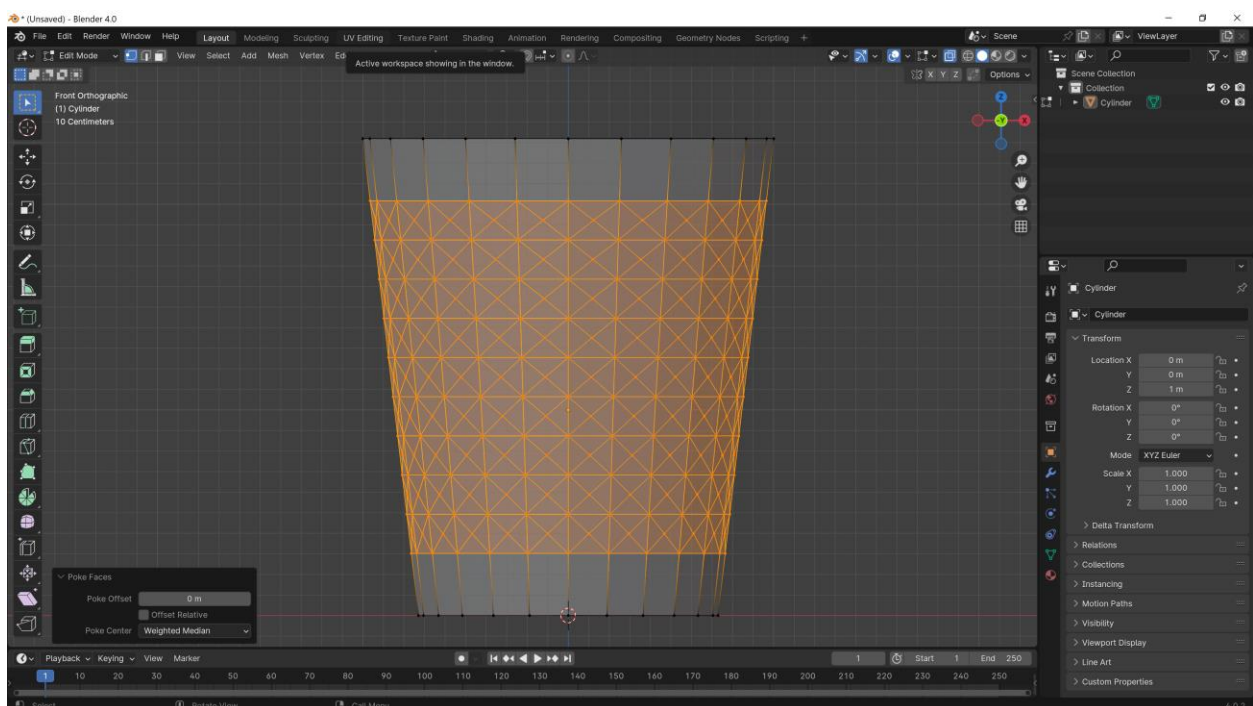 * (Unsaved) - Blender 4.0
File Edit Render Window Help Layout Modeling Sculpting UV Editing Texture Paint Shading Animation Rendering Compositing Geometry Nodes Scripting + Scene ViewLayer
Edit Mode View Select Add Mesh Vertex
Active workspace showing in the window.
X Y Z Options
Front Orthographic
(1) Cylinder
10 Centimeters
Z
Y
X
Scene Collection
Collection
Cylinder
Cylinder
Cylinder
Transform
Location X 0 m
Y 0 m
Z 1 m
Rotation X 0°
Y 0°
Z 0°
Mode XYZ Euler
Scale X 1.000
Y 1.000
Z 1.000
Delta Transform
Relations
Collections
Instancing
Motion Paths
Visibility
Viewport Display
Line Art
Custom Properties
Poke Faces
Poke Offset 0 m
Offset Relative
Poke Center Weighted Median
Playback Keying View Marker 1 Start 1 End 250
1 10 20 30 40 50 60 70 80 90 100 110 120 130 140 150 160 170 180 190 200 210 220 230 240 250
Select Rotate View Call Menu